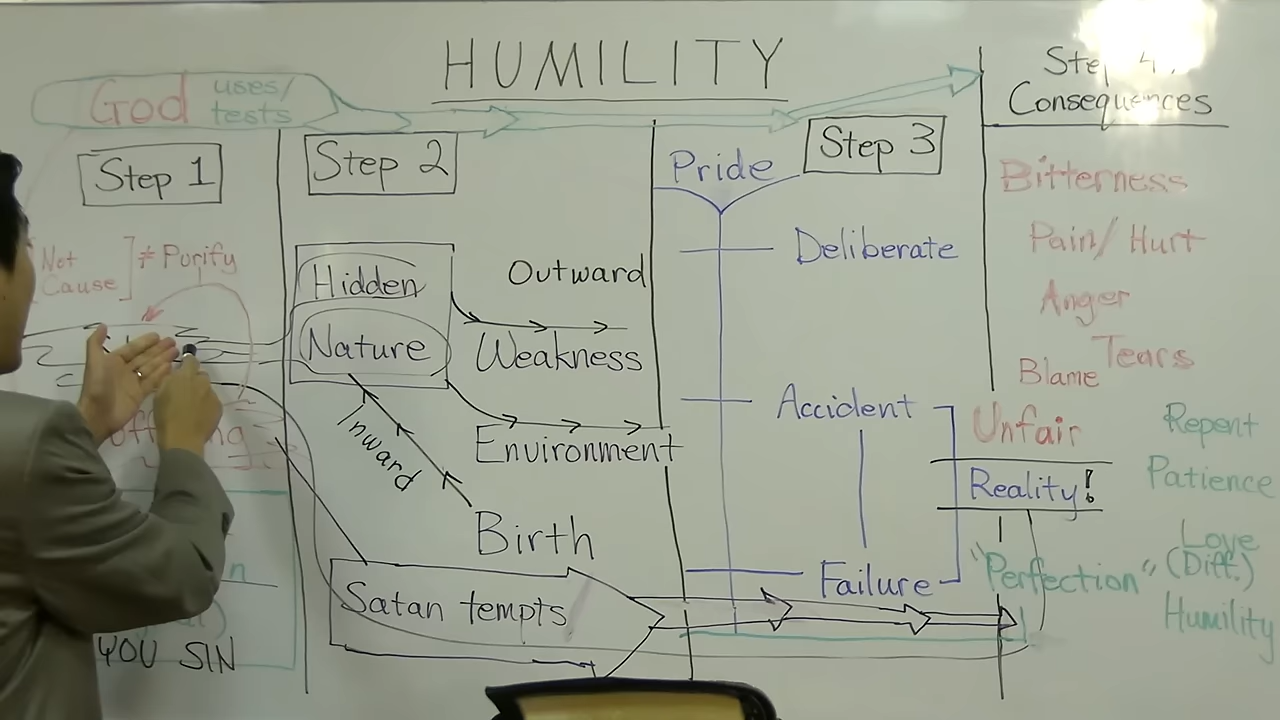 HUMILITY
God uses/
tests
Step 1
[Not
Cause] ≠ Purify
YOU SIN
Step 2
Hidden
Nature
Outward
Weakness
Environment
Inward
Birth
Satan tempts
Step 3
Pride
Deliberate
Accident
Failure
Step 4
Consequences
Bitterness
Pain/Hurt
Anger
Tears
Blame
Unfair
Reality!
"Perfection"
Repent
Patience
Love
(Diff.)
Humility